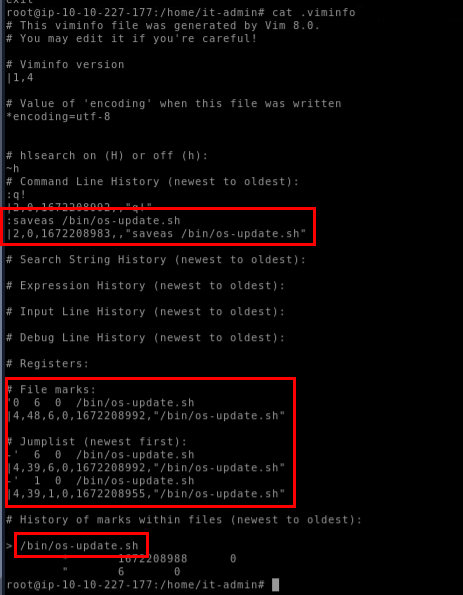 exit
root@ip-10-10-227-177:/home/it-admin# cat .viminfo
# This viminfo file was generated by Vim 8.0.
# You may edit it if you're careful!
# Viminfo version
|1,4
# Value of 'encoding' when this file was written
*encoding=utf-8
# hlsearch on (H) or off (h):
~h
# Command Line History (newest to oldest):
:q!
|2,0,1672208992,,"q!"
:saveas /bin/os-update.sh
|2,0,1672208983,,"saveas /bin/os-update.sh"
# Search String History (newest to oldest):
# Expression History (newest to oldest):
# Input Line History (newest to oldest):
# Debug Line History (newest to oldest):
# Registers:
# File marks:
'0 6 0 /bin/os-update.sh
|4,48,6,0,1672208992,"/bin/os-update.sh"
# Jumplist (newest first):
-' 6 0 /bin/os-update.sh
|4,39,6,0,1672208992,"/bin/os-update.sh"
-' 1 0 /bin/os-update.sh
|4,39,1,0,1672208955,"/bin/os-update.sh"
# History of marks within files (newest to oldest):
> /bin/os-update.sh
* 1672208988 0
" 6 0
root@ip-10-10-227-177:/home/it-admin#